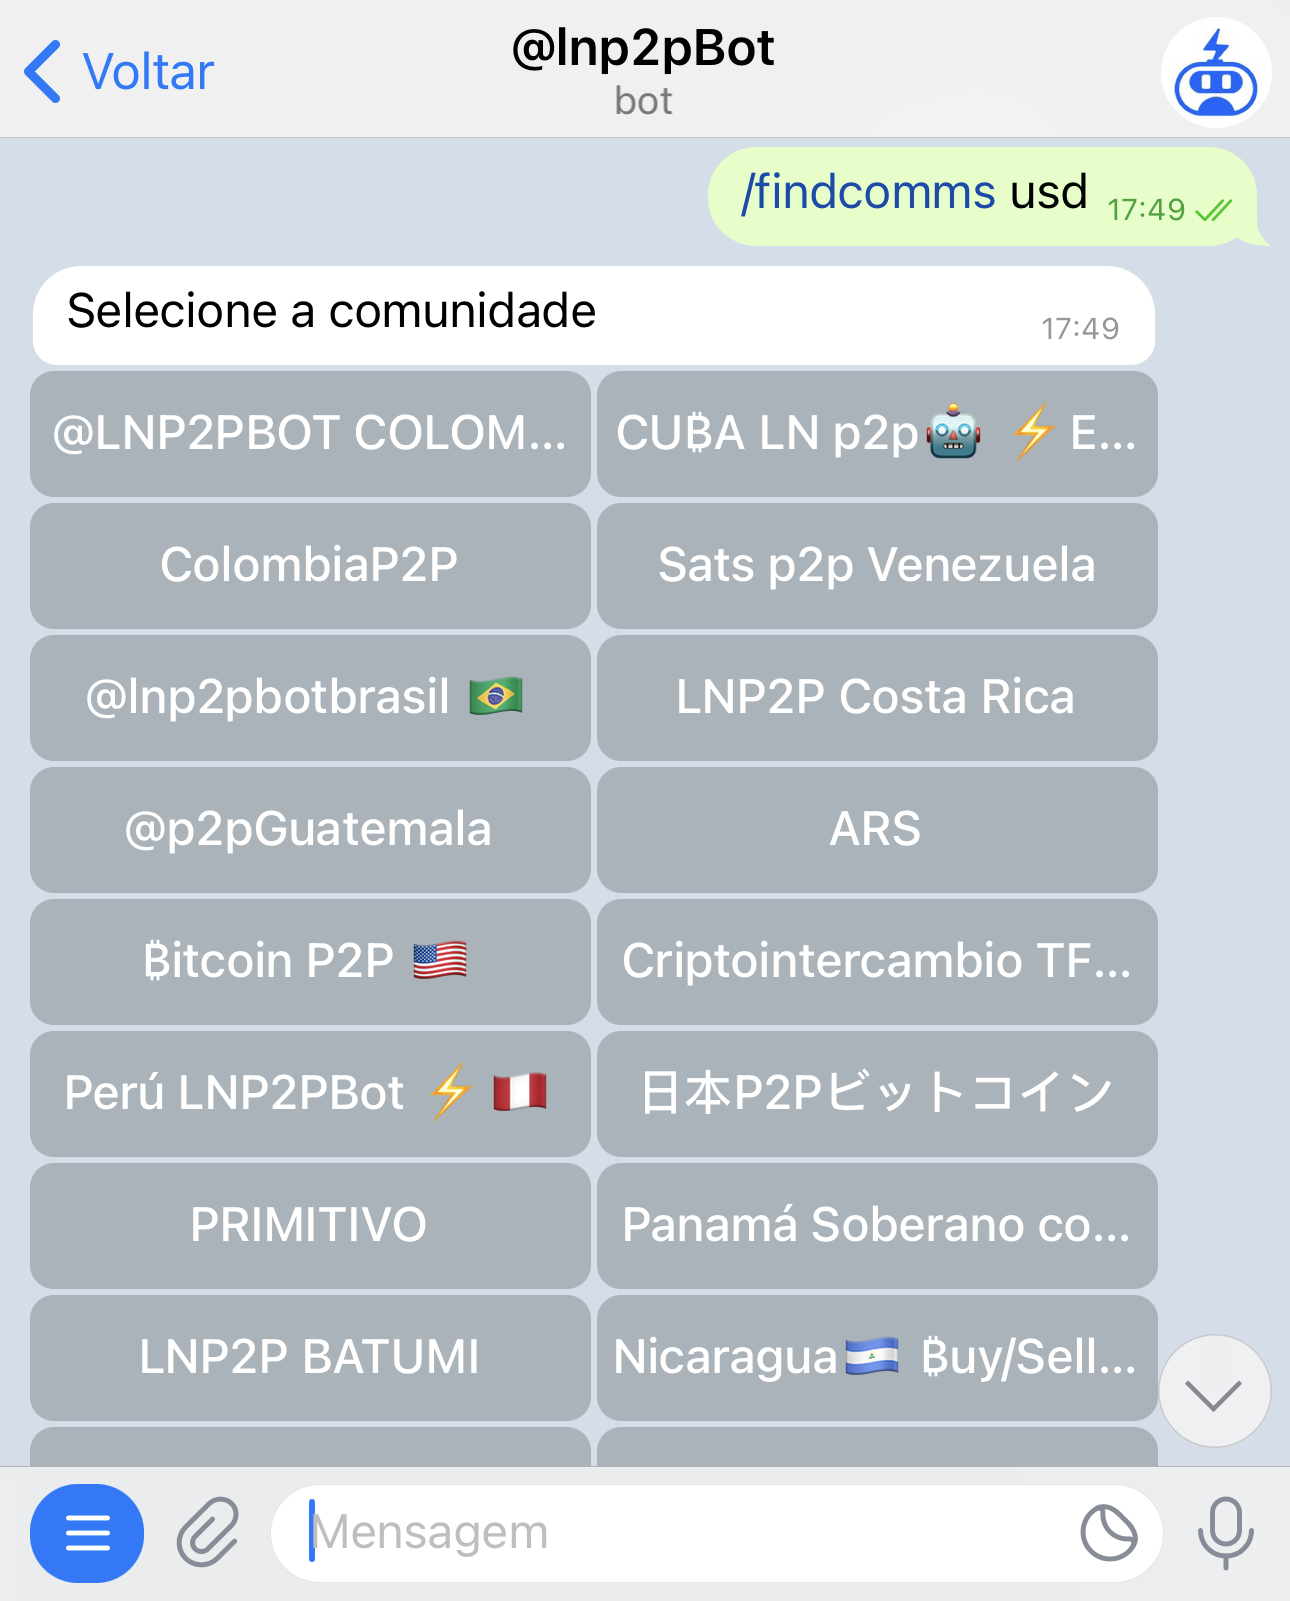 @lnp2pBot
Voltar
bot
/findcomms usd 17:49
Selecione a comunidade
17:49
@LNP2PBOT COLOM...
CU₿A LN p2p🤖 ⚡E...
ColombiaP2P
Sats p2p Venezuela
@lnp2pbotbrasil 🇧🇷
LNP2P Costa Rica
@p2pGuatemala
ARS
₿itcoin P2P 🇺🇸
Criptointercambio TF...
Perú LNP2PBot ⚡🇵🇪
日本P2Pビットコイン
PRIMITIVO
Panamá Soberano co...
LNP2P BATUMI
Nicaragua🇳🇮 ₿uy/Sell...
Mensagem